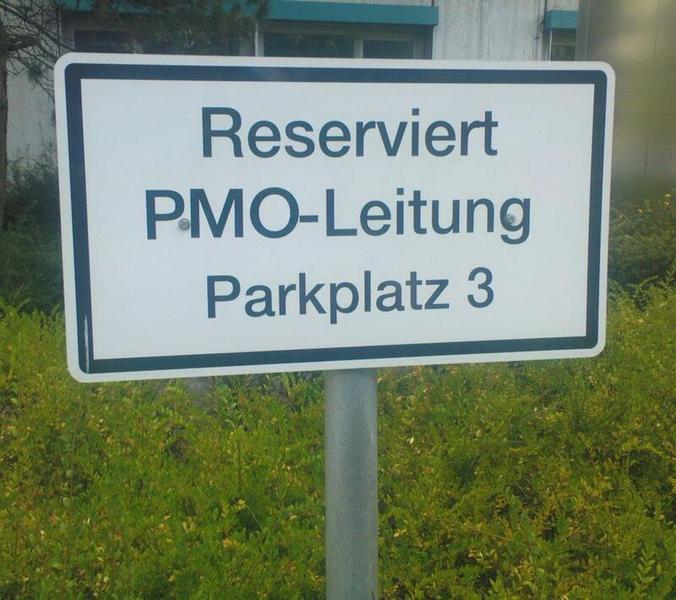 Reserviert
PMO-Leitung
Parkplatz 3